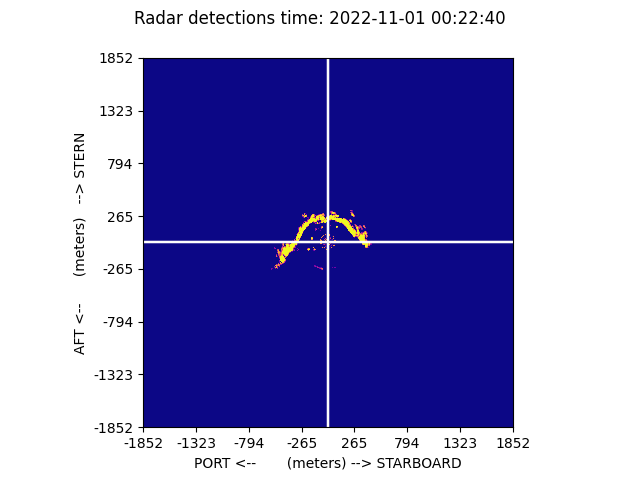 Radar detections time: 2022-11-01 00:22:40
1852
1323
794
265
-265
-794
-1323
-1852
AFT <-- (meters) --> STERN
-1852 -1323 -794 -265 265 794 1323 1852
PORT <-- (meters) --> STARBOARD